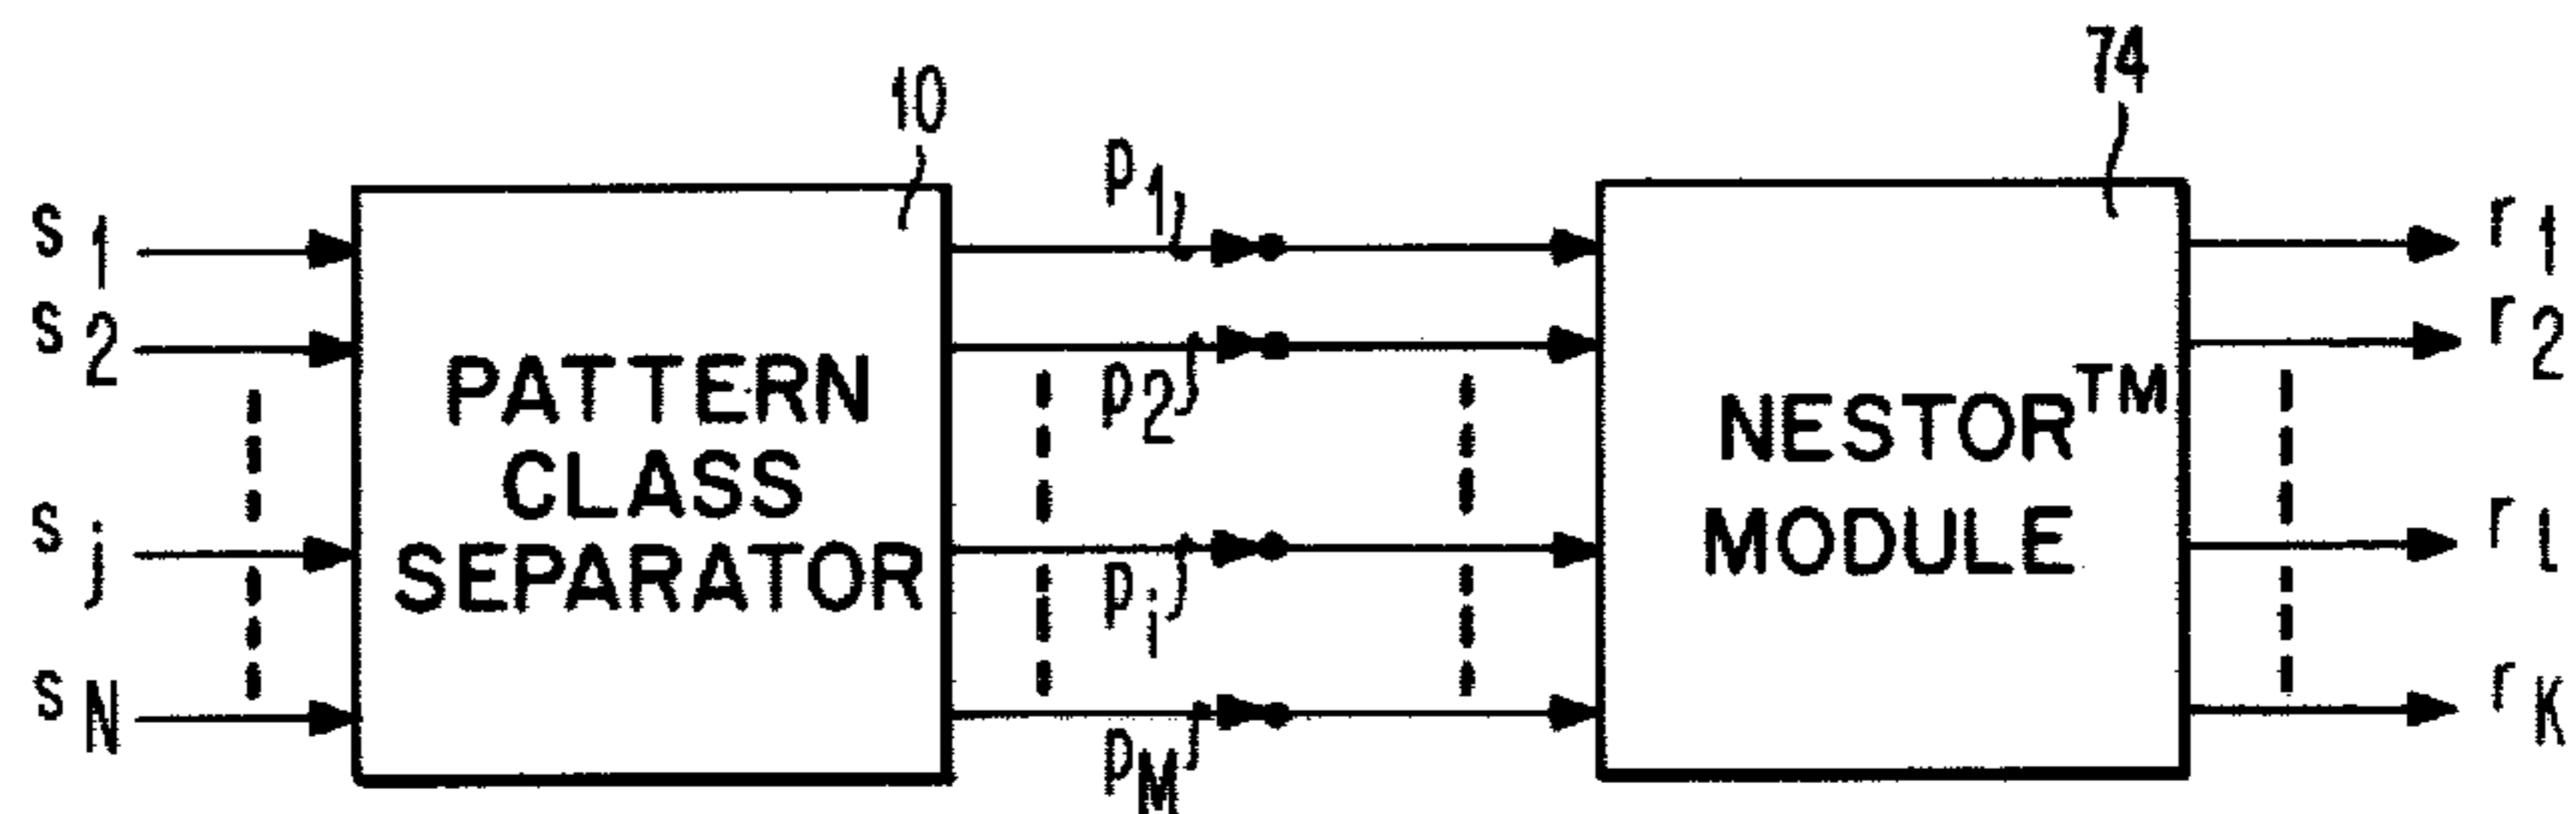 10
74
s1
s2
sj
sN
PATTERN
CLASS
SEPARATOR
p1
p2
pi
pM
NESTOR™
MODULE
r1
r2
rl
rK